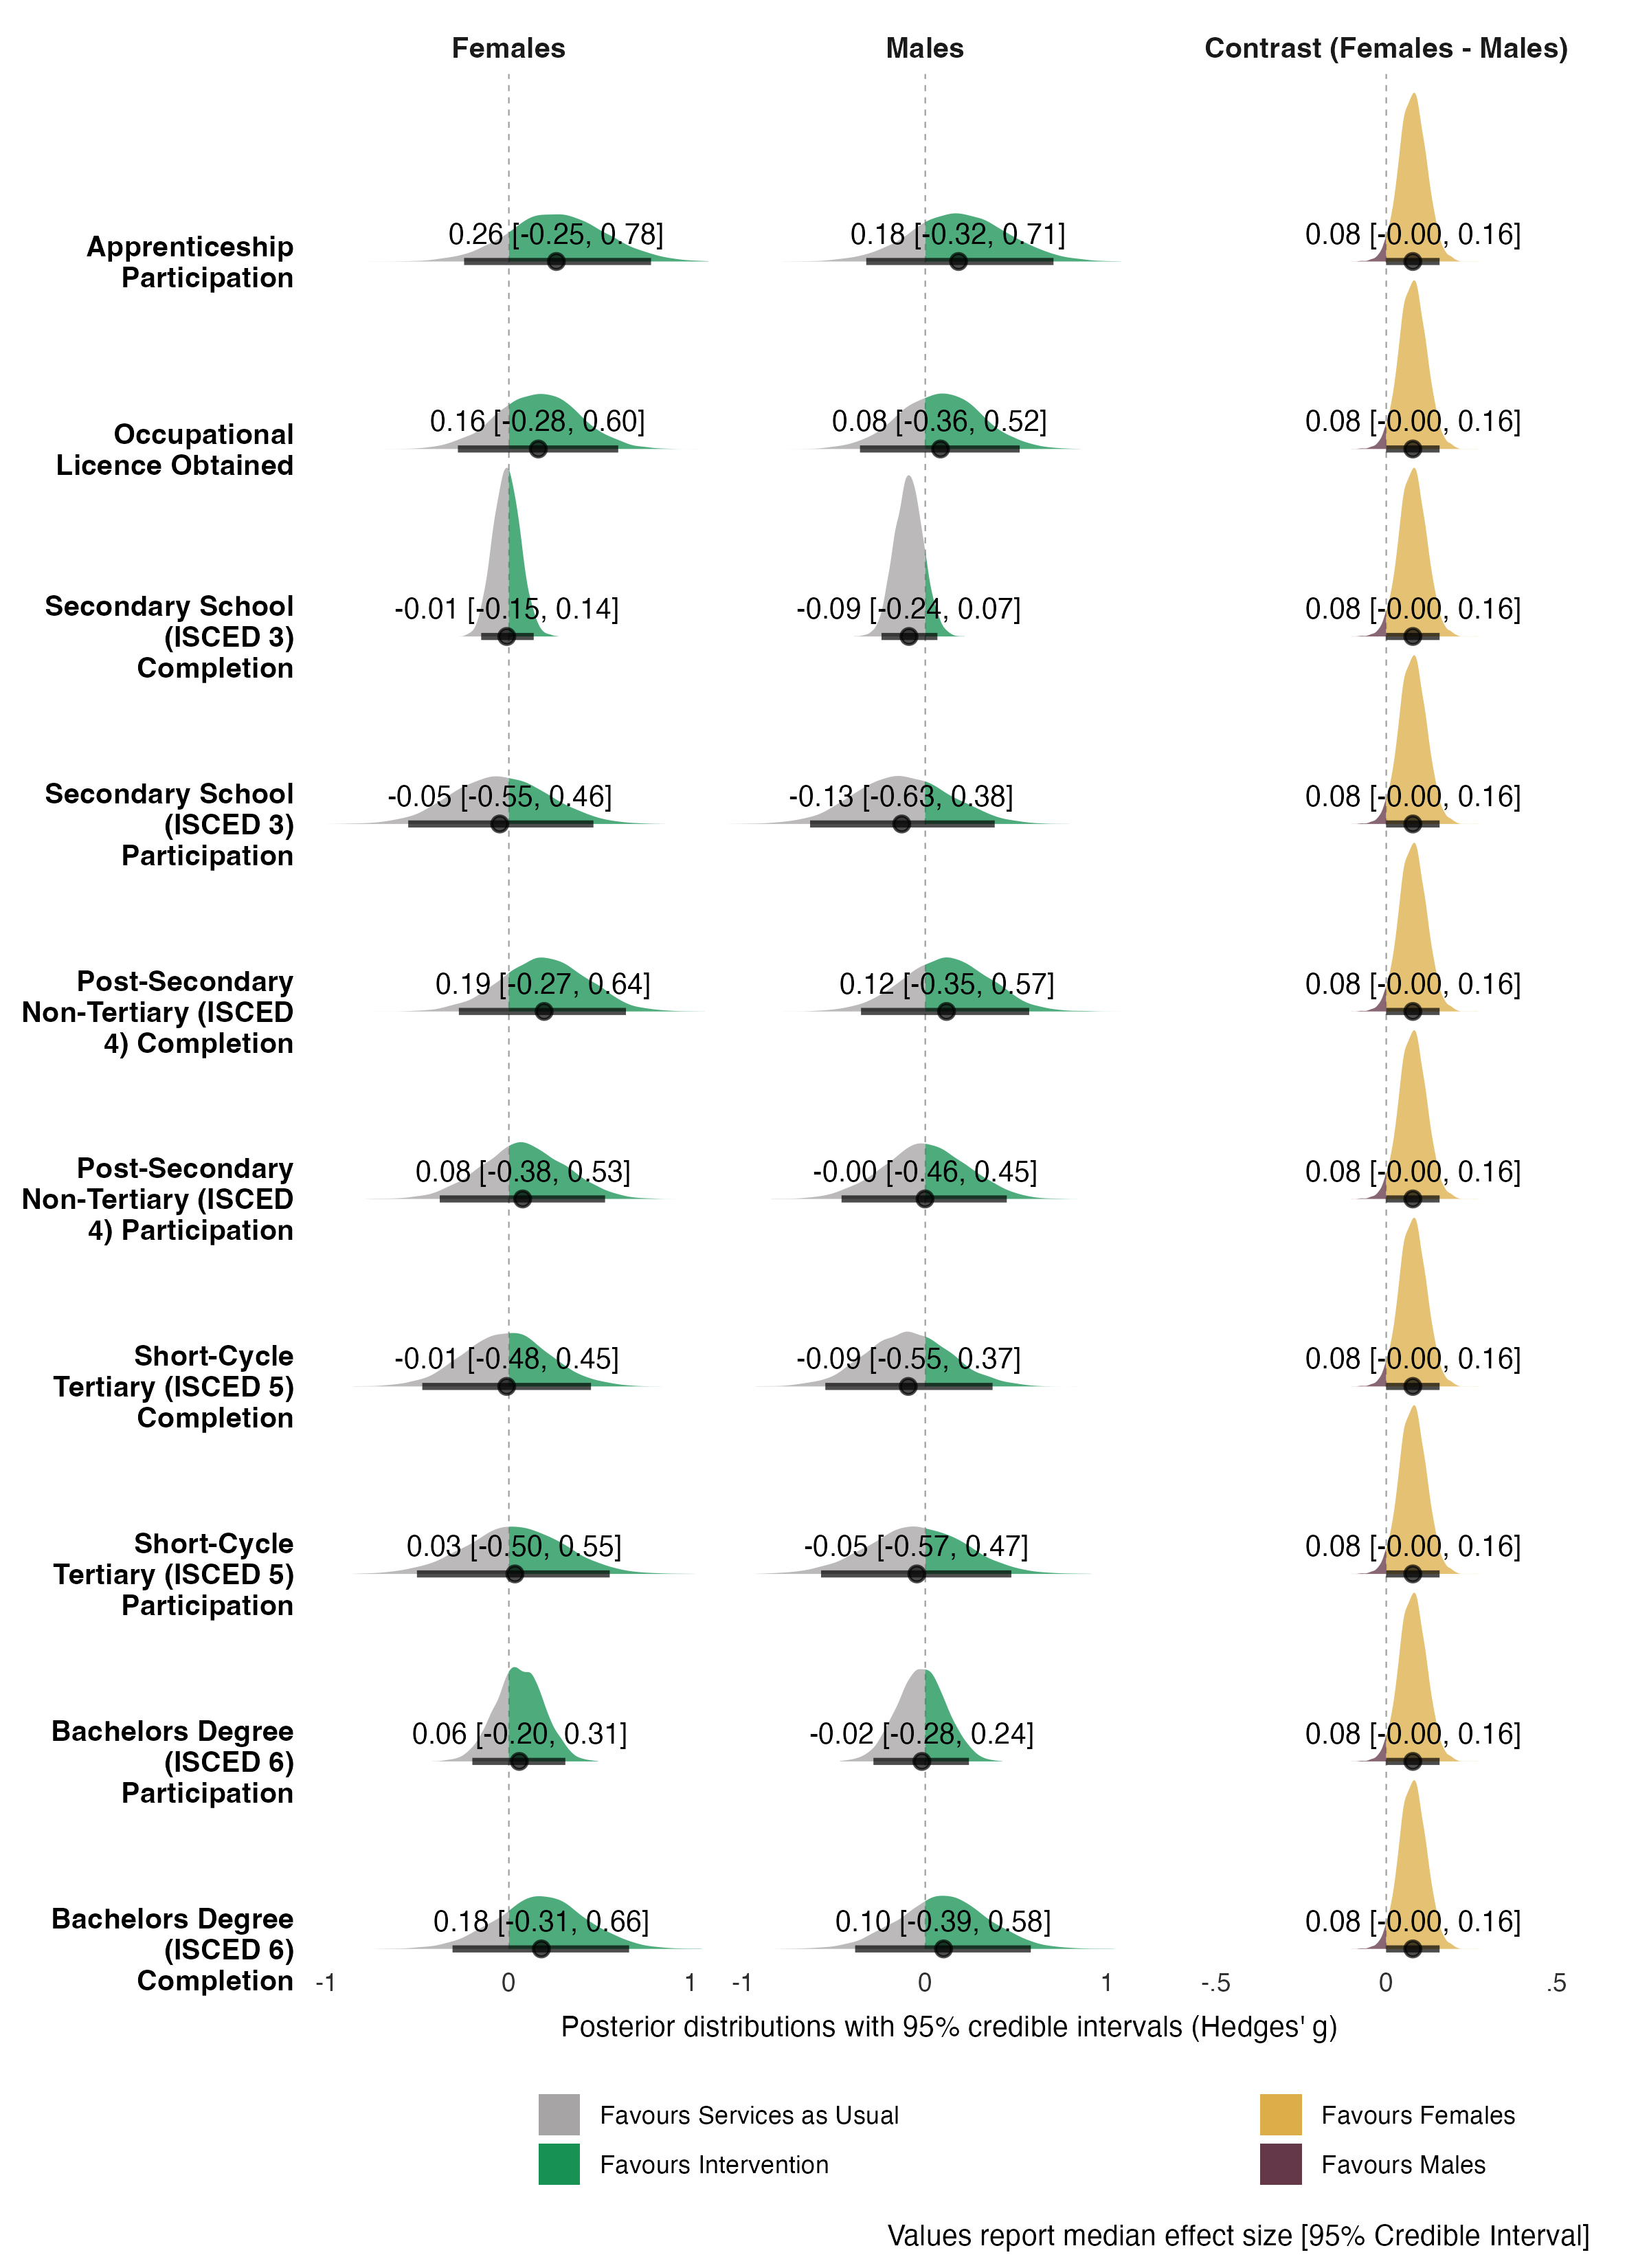 Females Males Contrast (Females - Males)
0.26 [-0.25, 0.78] 0.18 [-0.32, 0.71] 0.08 [-0.00, 0.16]
Apprenticeship
Participation
0.16 [-0.28, 0.60] 0.08 [-0.36, 0.52] 0.08 [-0.00, 0.16]
Occupational
Licence Obtained
-0.01 [-0.15, 0.14] -0.09 [-0.24, 0.07] 0.08 [-0.00, 0.16]
Secondary School
(ISCED 3)
Completion
-0.05 [-0.55, 0.46] -0.13 [-0.63, 0.38] 0.08 [-0.00, 0.16]
Secondary School
(ISCED 3)
Participation
0.19 [-0.27, 0.64] 0.12 [-0.35, 0.57] 0.08 [-0.00, 0.16]
Post-Secondary
Non-Tertiary (ISCED
4) Completion
0.08 [-0.38, 0.53] -0.00 [-0.46, 0.45] 0.08 [-0.00, 0.16]
Post-Secondary
Non-Tertiary (ISCED
4) Participation
-0.01 [-0.48, 0.45] -0.09 [-0.55, 0.37] 0.08 [-0.00, 0.16]
Short-Cycle
Tertiary (ISCED 5)
Completion
0.03 [-0.50, 0.55] -0.05 [-0.57, 0.47] 0.08 [-0.00, 0.16]
Short-Cycle
Tertiary (ISCED 5)
Participation
0.06 [-0.20, 0.31] -0.02 [-0.28, 0.24] 0.08 [-0.00, 0.16]
Bachelors Degree
(ISCED 6)
Participation
0.18 [-0.31, 0.66] 0.10 [-0.39, 0.58] 0.08 [-0.00, 0.16]
Bachelors Degree
(ISCED 6)
Completion
-1 0 1 -1 0 1 -.5 0 .5
Posterior distributions with 95% credible intervals (Hedges' g)
Favours Services as Usual
Favours Intervention
Favours Females
Favours Males
Values report median effect size [95% Credible Interval]